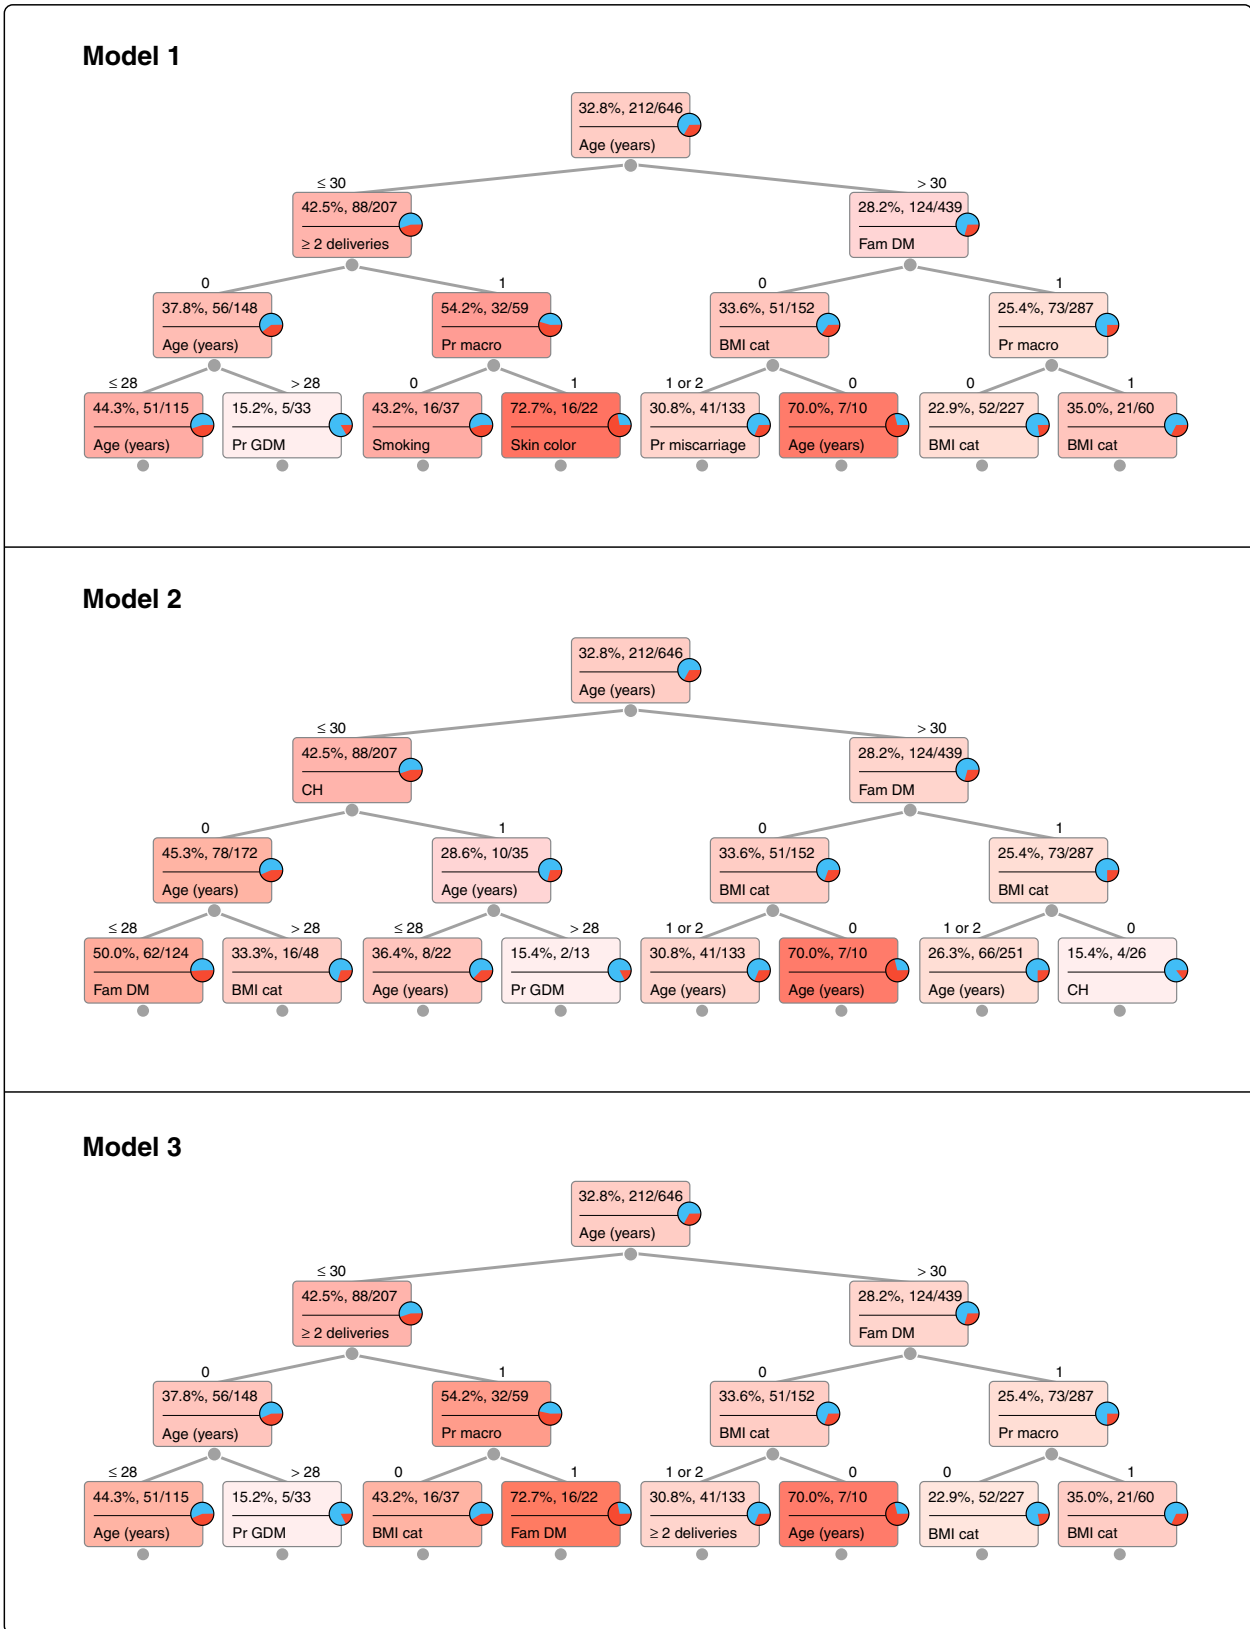 Model 1
32.8%, 212/646
Age (years)
≤ 30
> 30
42.5%, 88/207
≥ 2 deliveries
28.2%, 124/439
Fam DM
0
1
0
1
37.8%, 56/148
Age (years)
54.2%, 32/59
Pr macro
33.6%, 51/152
BMI cat
25.4%, 73/287
Pr macro
≤ 28
> 28
0
1
1 or 2
0
0
1
44.3%, 51/115
Age (years)
15.2%, 5/33
Pr GDM
43.2%, 16/37
Smoking
72.7%, 16/22
Skin color
30.8%, 41/133
Pr miscarriage
70.0%, 7/10
Age (years)
22.9%, 52/227
BMI cat
35.0%, 21/60
BMI cat
Model 2
32.8%, 212/646
Age (years)
≤ 30
> 30
42.5%, 88/207
CH
28.2%, 124/439
Fam DM
0
1
0
1
45.3%, 78/172
Age (years)
28.6%, 10/35
Age (years)
33.6%, 51/152
BMI cat
25.4%, 73/287
BMI cat
≤ 28
> 28
≤ 28
> 28
1 or 2
0
1 or 2
0
50.0%, 62/124
Fam DM
33.3%, 16/48
BMI cat
36.4%, 8/22
Age (years)
15.4%, 2/13
Pr GDM
30.8%, 41/133
Age (years)
70.0%, 7/10
Age (years)
26.3%, 66/251
Age (years)
15.4%, 4/26
CH
Model 3
32.8%, 212/646
Age (years)
≤ 30
> 30
42.5%, 88/207
≥ 2 deliveries
28.2%, 124/439
Fam DM
0
1
0
1
37.8%, 56/148
Age (years)
54.2%, 32/59
Pr macro
33.6%, 51/152
BMI cat
25.4%, 73/287
Pr macro
≤ 28
> 28
0
1
1 or 2
0
0
1
44.3%, 51/115
Age (years)
15.2%, 5/33
Pr GDM
43.2%, 16/37
BMI cat
72.7%, 16/22
Fam DM
30.8%, 41/133
≥ 2 deliveries
70.0%, 7/10
Age (years)
22.9%, 52/227
BMI cat
35.0%, 21/60
BMI cat